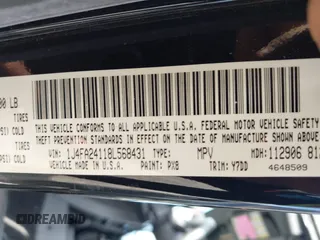 00 LB
TIRES
PSI COLD
TIRES
PSI COLD
THIS VEHICLE CONFORMS TO ALL APPLICABLE U.S.A. FEDERAL MOTOR VEHICLE SAFETY
THEFT PREVENTION STANDARDS IN EFFECT ON THE DATE OF MANUFACTURE SHOWN ABOVE
VIN: 1J4FA24118L568431 TYPE: MPV MDH: 112906 81
VEHICLE MADE IN U.S.A. PAINT: PX8 TRIM: Y7DD 4648509
DREAMBID